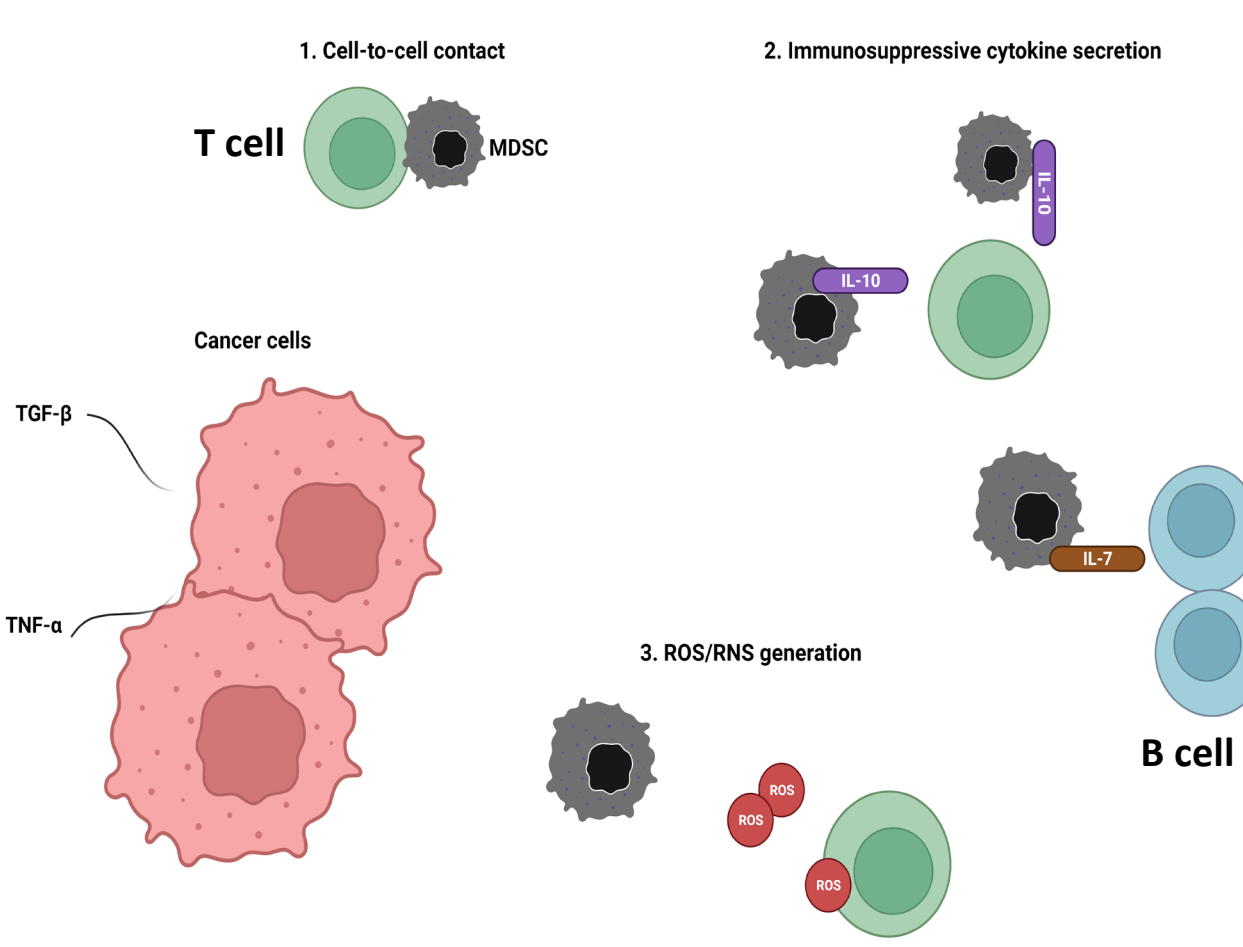 1. Cell-to-cell contact
2. Immunosuppressive cytokine secretion
T cell
MDSC
IL-10
IL-10
Cancer cells
TGF-β
IL-7
TNF-α
3. ROS/RNS generation
B cell
ROS
ROS
ROS